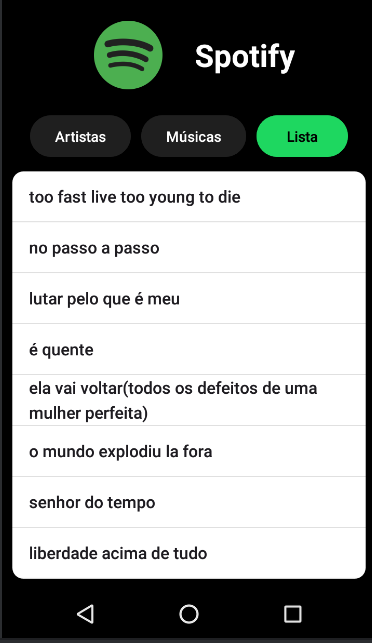 Spotify
Artistas
Músicas
Lista
too fast live too young to die
no passo a passo
lutar pelo que é meu
é quente
ela vai voltar(todos os defeitos de uma
mulher perfeita)
o mundo explodiu la fora
senhor do tempo
liberdade acima de tudo